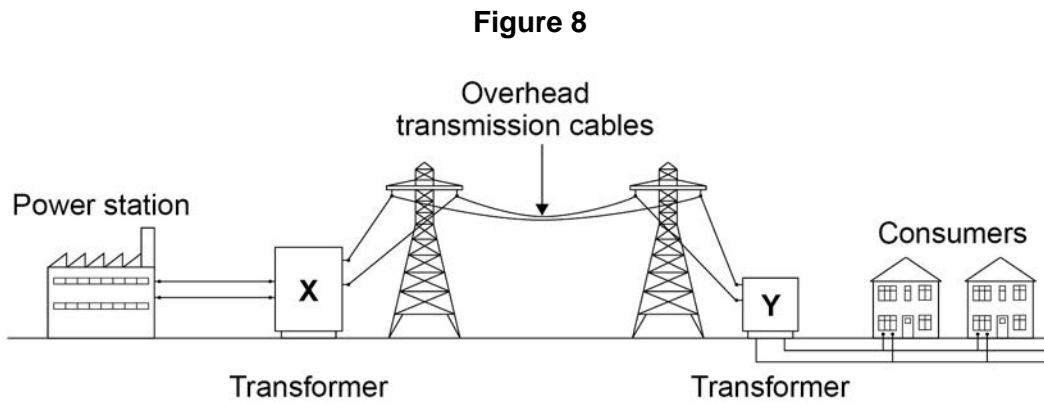 Figure 8
Overhead
transmission cables
Power station
Consumers
X
Y
Transformer
Transformer